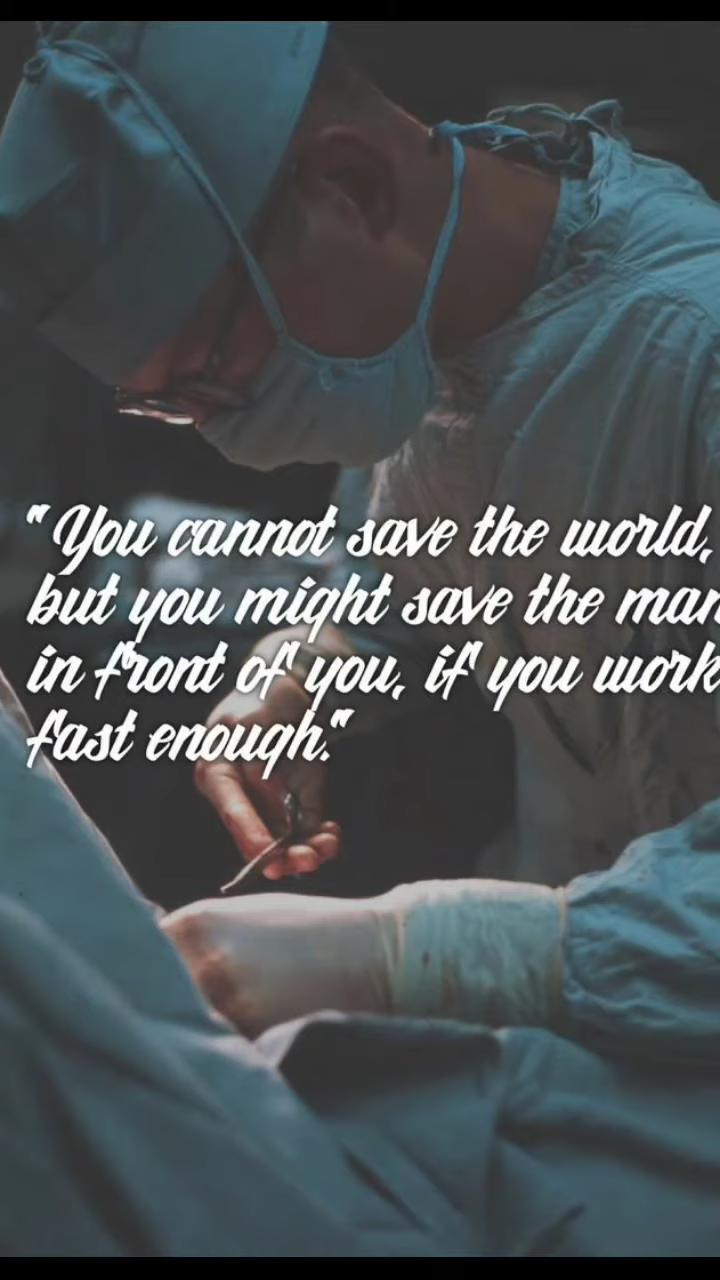 "You cannot save the world,
but you might save the man
in front of you, if you work
fast enough."